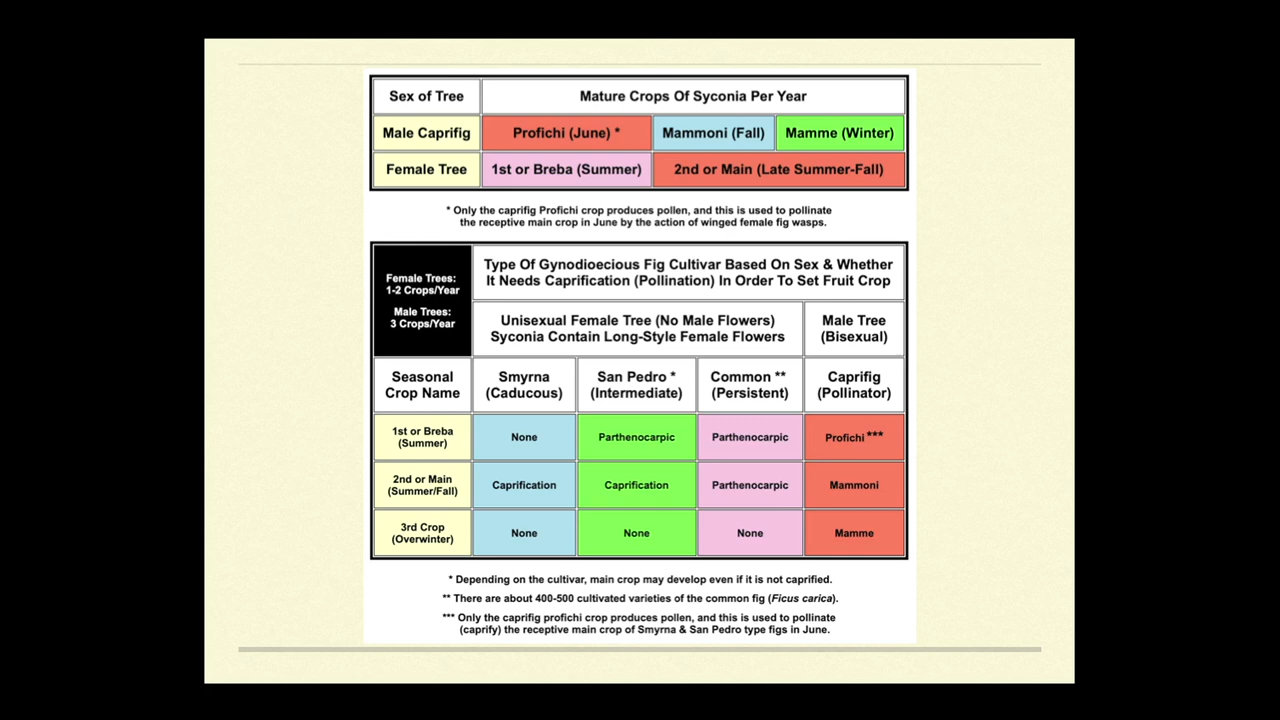 Sex of Tree
Mature Crops Of Syconia Per Year
Male Caprifig
Profichi (June) *
Mammoni (Fall)
Mamme (Winter)
Female Tree
1st or Breba (Summer)
2nd or Main (Late Summer-Fall)
* Only the caprifig Profichi crop produces pollen, and this is used to pollinate
the receptive main crop in June by the action of winged female fig wasps.
Female Trees:
1-2 Crops/Year
Male Trees:
3 Crops/Year
Type Of Gynodioecious Fig Cultivar Based On Sex & Whether
It Needs Caprification (Pollination) In Order To Set Fruit Crop
Unisexual Female Tree (No Male Flowers)
Syconia Contain Long-Style Female Flowers
Male Tree
(Bisexual)
Seasonal
Crop Name
Smyrna
(Caducous)
San Pedro *
(Intermediate)
Common **
(Persistent)
Caprifig
(Pollinator)
1st or Breba
(Summer)
None
Parthenocarpic
Parthenocarpic
Profichi ***
2nd or Main
(Summer/Fall)
Caprification
Caprification
Parthenocarpic
Mammoni
3rd Crop
(Overwinter)
None
None
None
Mamme
* Depending on the cultivar, main crop may develop even if it is not caprified.
** There are about 400-500 cultivated varieties of the common fig (Ficus carica).
*** Only the caprifig profichi crop produces pollen, and this is used to pollinate
(caprify) the receptive main crop of Smyrna & San Pedro type figs in June.